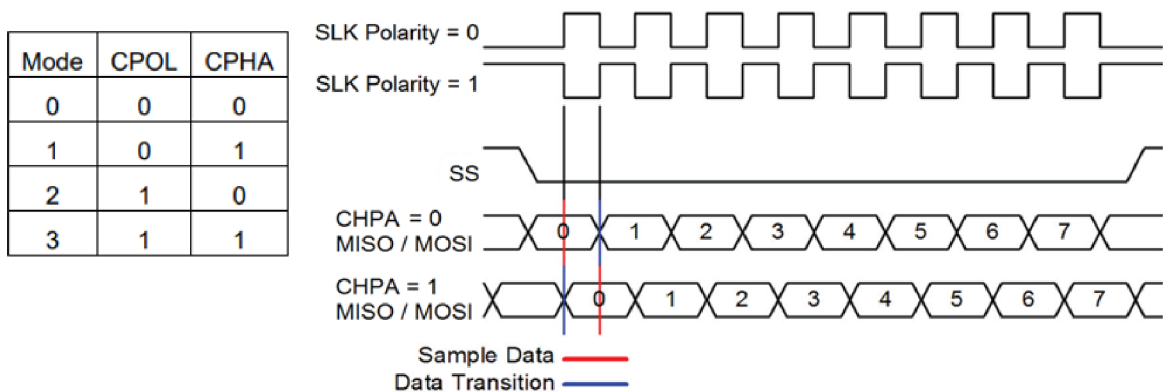 Mode CPOL CPHA
0 0 0
1 0 1
2 1 0
3 1 1
SLK Polarity = 0
SLK Polarity = 1
SS
CHPA = 0
MISO / MOSI
0 1 2 3 4 5 6 7
CHPA = 1
MISO / MOSI
0 1 2 3 4 5 6 7
Sample Data
Data Transition